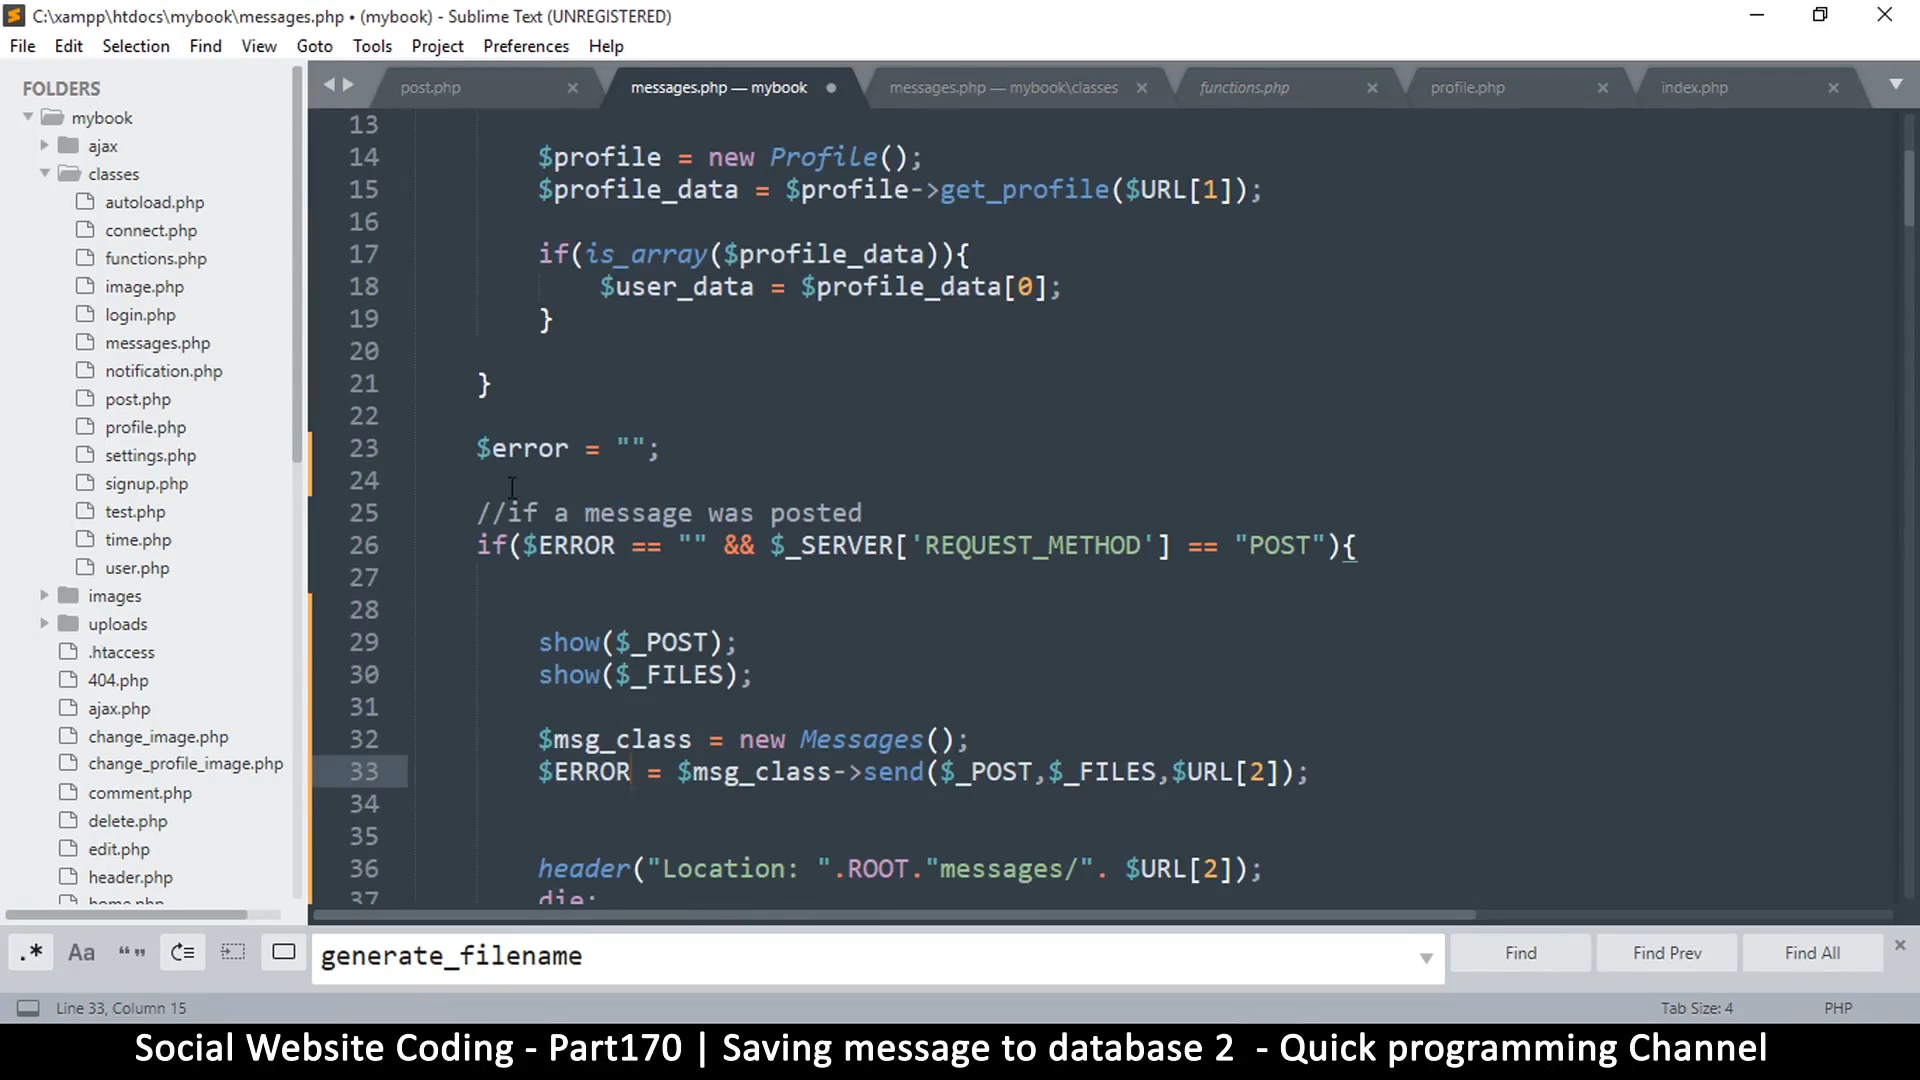 C:\xampp\htdocs\mybook\messages.php • (mybook) - Sublime Text (UNREGISTERED)
File Edit Selection Find View Goto Tools Project Preferences Help
FOLDERS
mybook
ajax
classes
autoload.php
connect.php
functions.php
image.php
login.php
messages.php
notification.php
post.php
profile.php
settings.php
signup.php
test.php
time.php
user.php
images
uploads
.htaccess
404.php
ajax.php
change_image.php
change_profile_image.php
comment.php
delete.php
edit.php
header.php
home.php
post.php messages.php — mybook messages.php — mybook\classes functions.php profile.php index.php
13
14 $profile = new Profile();
15 $profile_data = $profile->get_profile($URL[1]);
16
17 if(is_array($profile_data)){
18 $user_data = $profile_data[0];
19 }
20
21 }
22
23 $error = "";
24
25 //if a message was posted
26 if($ERROR == "" && $_SERVER['REQUEST_METHOD'] == "POST"){
27
28
29 show($_POST);
30 show($_FILES);
31
32 $msg_class = new Messages();
33 $ERROR = $msg_class->send($_POST,$_FILES,$URL[2]);
34
35
36 header("Location: ".ROOT."messages/". $URL[2]);
37 die;
.* Aa “” generate_filename Find Find Prev Find All
Line 33, Column 15 Tab Size: 4 PHP
Social Website Coding - Part170 | Saving message to database 2 - Quick programming Channel